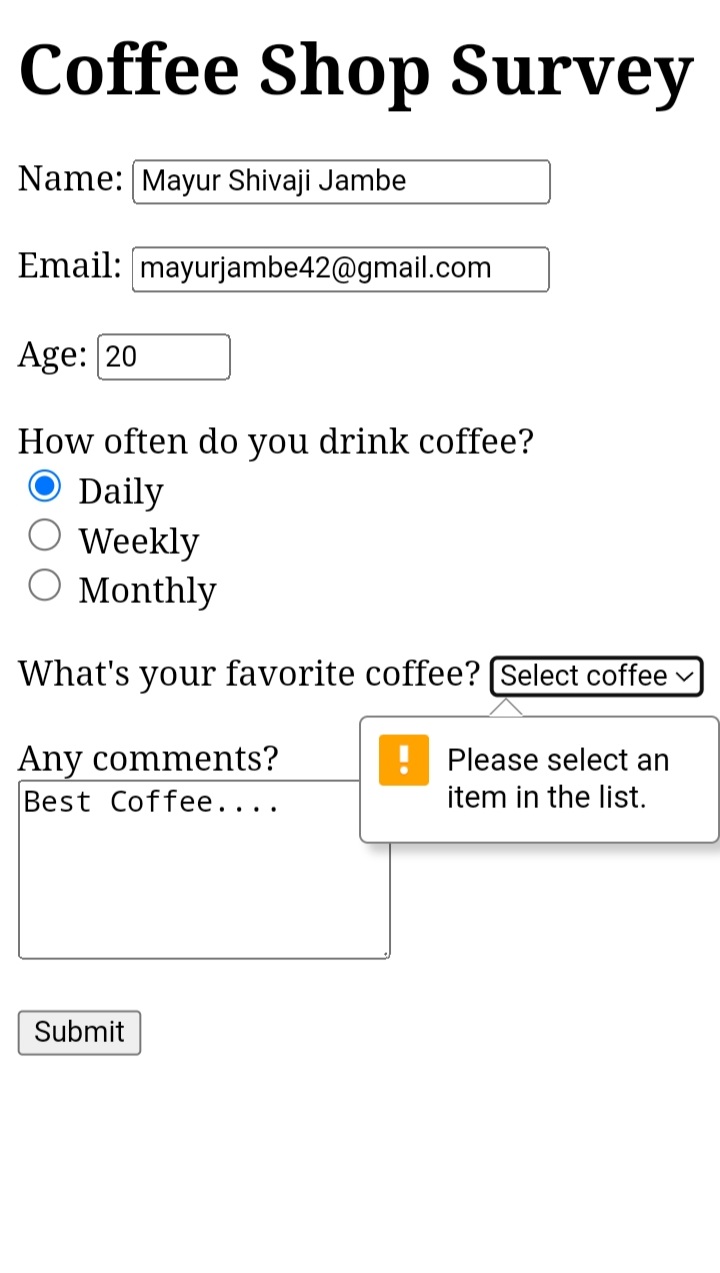 Coffee Shop Survey
Name: Mayur Shivaji Jambe
Email: mayurjambe42@gmail.com
Age: 20
How often do you drink coffee?
Daily
Weekly
Monthly
What's your favorite coffee? Select coffee
Please select an
item in the list.
Any comments?
Best Coffee....
Submit